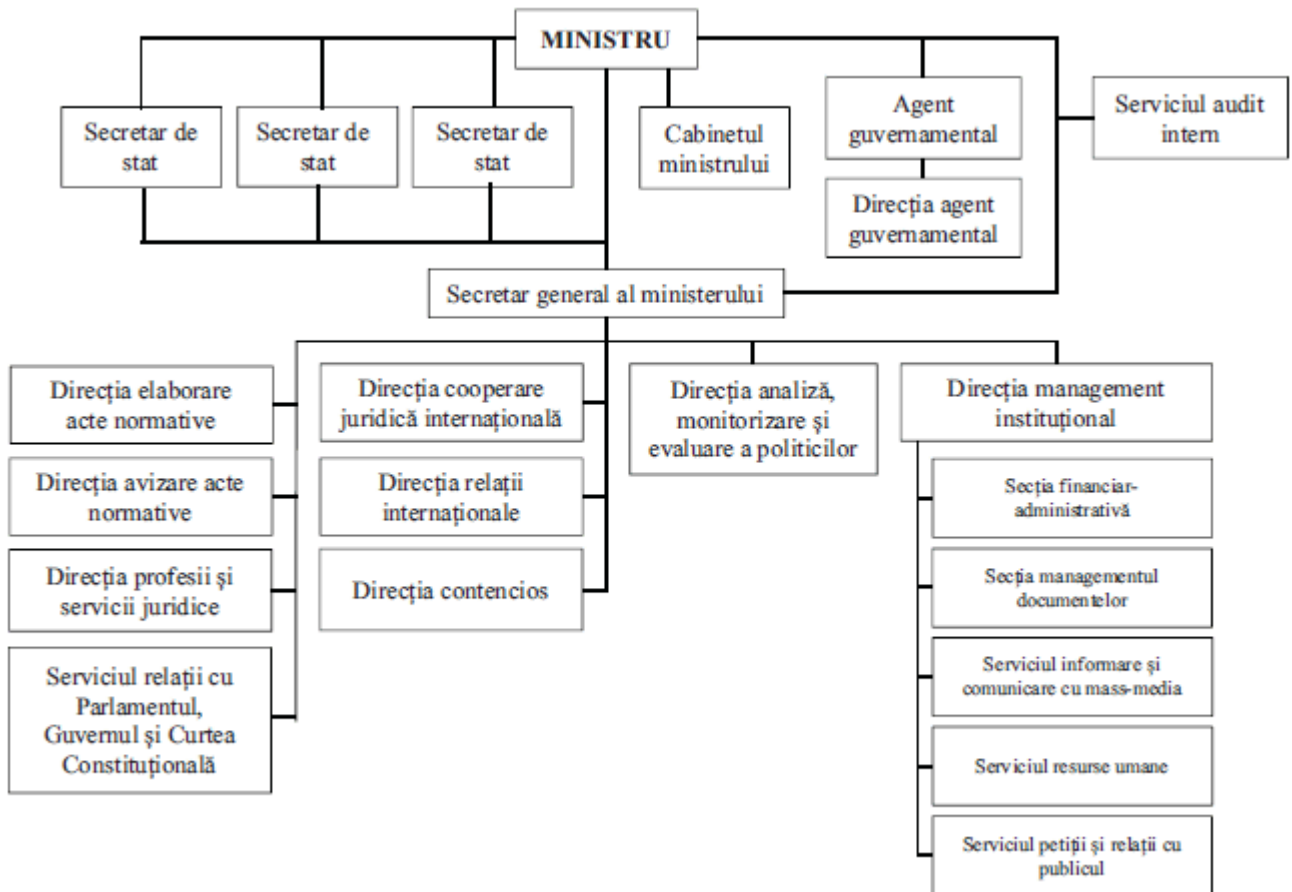 MINISTRU
Secretar de
stat
Secretar de
stat
Secretar de
stat
Cabinetul
ministrului
Agent
guvernamental
Serviciul audit
intern
Direcția agent
guvernamental
Secretar general al ministerului
Direcția elaborare
acte normative
Direcția avizare acte
normative
Direcția profesii și
servicii juridice
Serviciul relații cu
Parlamentul,
Guvernul și Curtea
Constituțională
Direcția cooperare
juridică internațională
Direcția relații
internaționale
Direcția contencios
Direcția analiză,
monitorizare și
evaluare a politicilor
Direcția management
instituțional
Secția financiar-
administrativă
Secția managementul
documentelor
Serviciul informare și
comunicare cu mass-media
Serviciul resurse umane
Serviciul petiții și relații cu
publicul